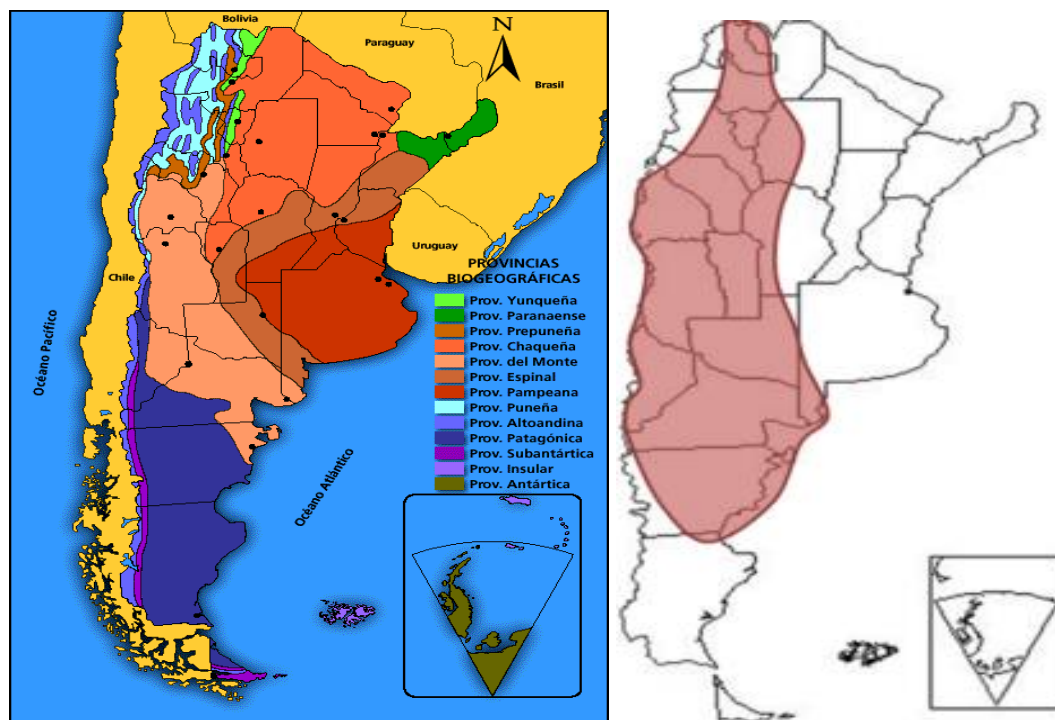 Bolivia
Paraguay
N
Brasil
Uruguay
Chile
Océano Pacífico
Océano Atlántico
PROVINCIAS
BIOGEOGRÁFICAS
Prov. Yunqueña
Prov. Paranaense
Prov. Prepuneña
Prov. Chaqueña
Prov. del Monte
Prov. Espinal
Prov. Pampeana
Prov. Puneña
Prov. Altoandina
Prov. Patagónica
Prov. Subantártica
Prov. Insular
Prov. Antártica